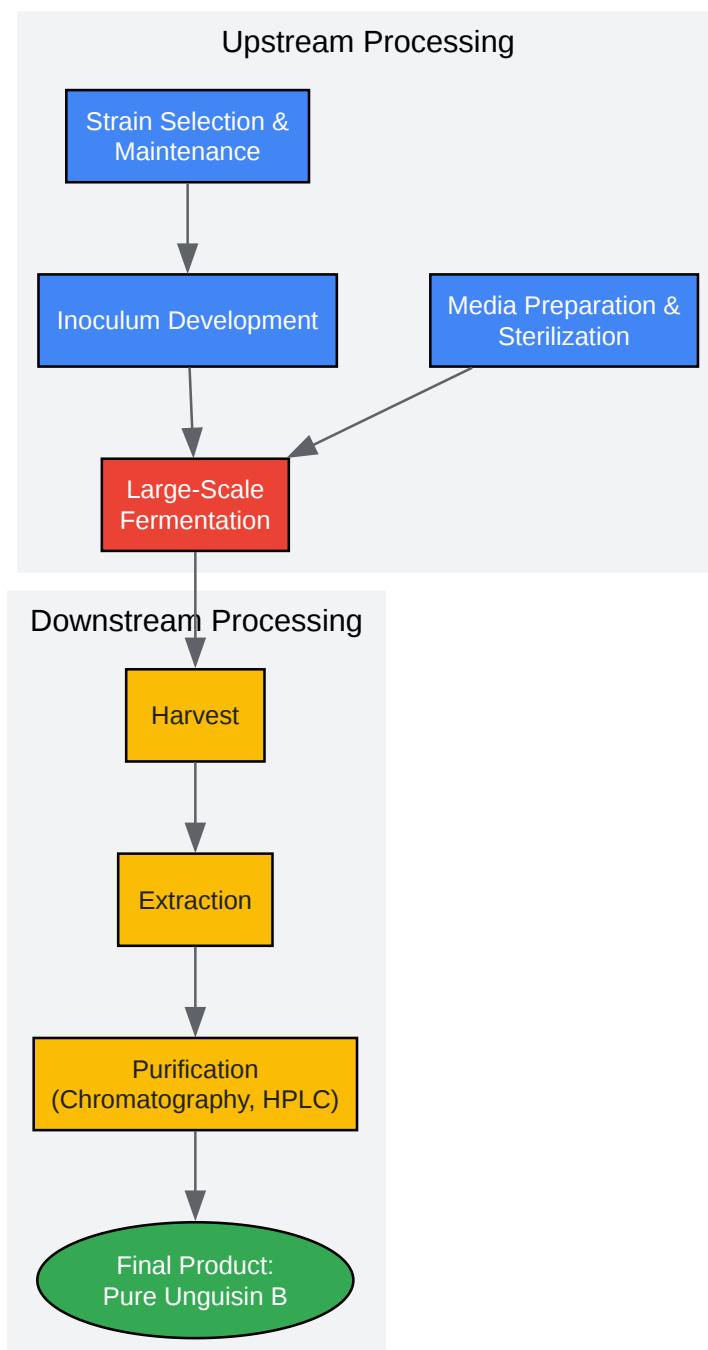 Upstream Processing
Strain Selection &
Maintenance
Inoculum Development
Media Preparation &
Sterilization
Large-Scale
Fermentation
Downstream Processing
Harvest
Extraction
Purification
(Chromatography, HPLC)
Final Product:
Pure Unguisin B